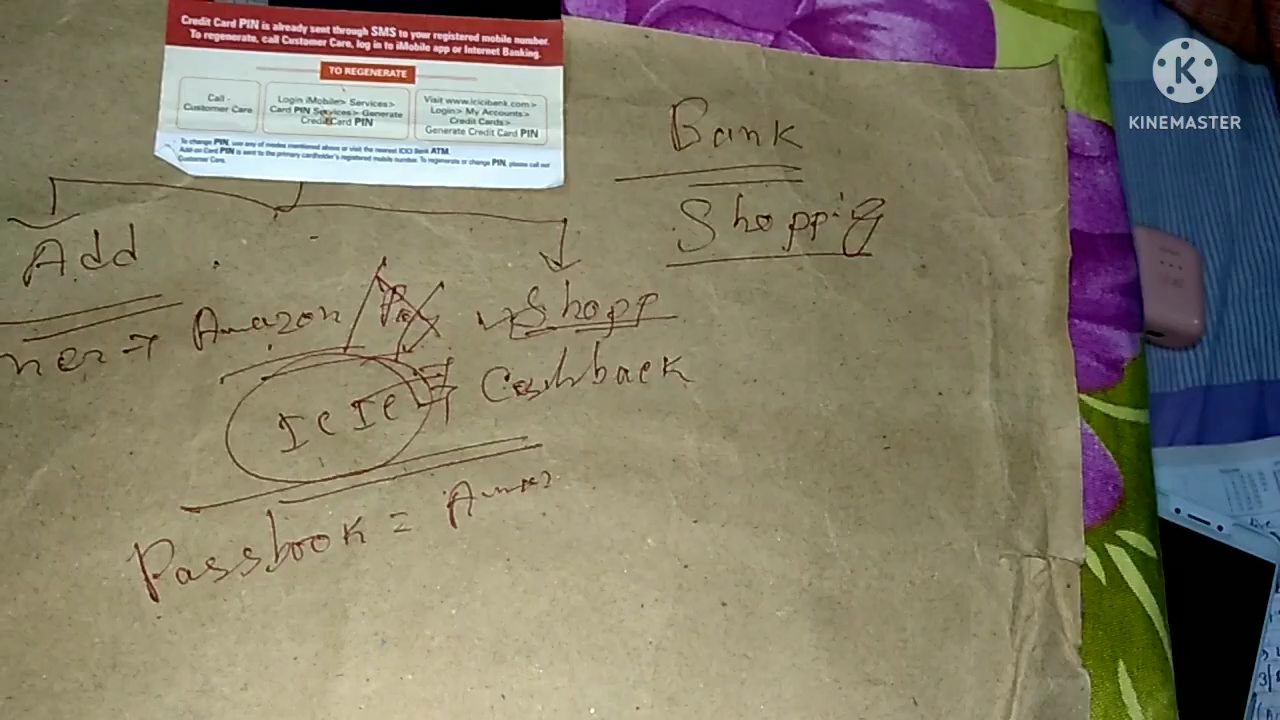 Credit Card PIN is already sent through SMS to your registered mobile number.
To regenerate, call Customer Care, log in to iMobile app or Internet Banking.
TO REGENERATE
Call
Customer Care
Login iMobile> Services>
Card PIN Services> Generate
Credit Card PIN
Visit www.icicibank.com>
Login> My Accounts>
Credit Cards>
Generate Credit Card PIN
To change PIN, use any of modes mentioned above or visit the nearest ICICI Bank ATM.
Add-on Card PIN is sent to the primary cardholder's registered mobile number. To regenerate or change PIN, please call our
Customer Care.
KINEMASTER
Bank
Shoppig
Add
Amazon
Shopp
Cashback
ICIC
Passbook =